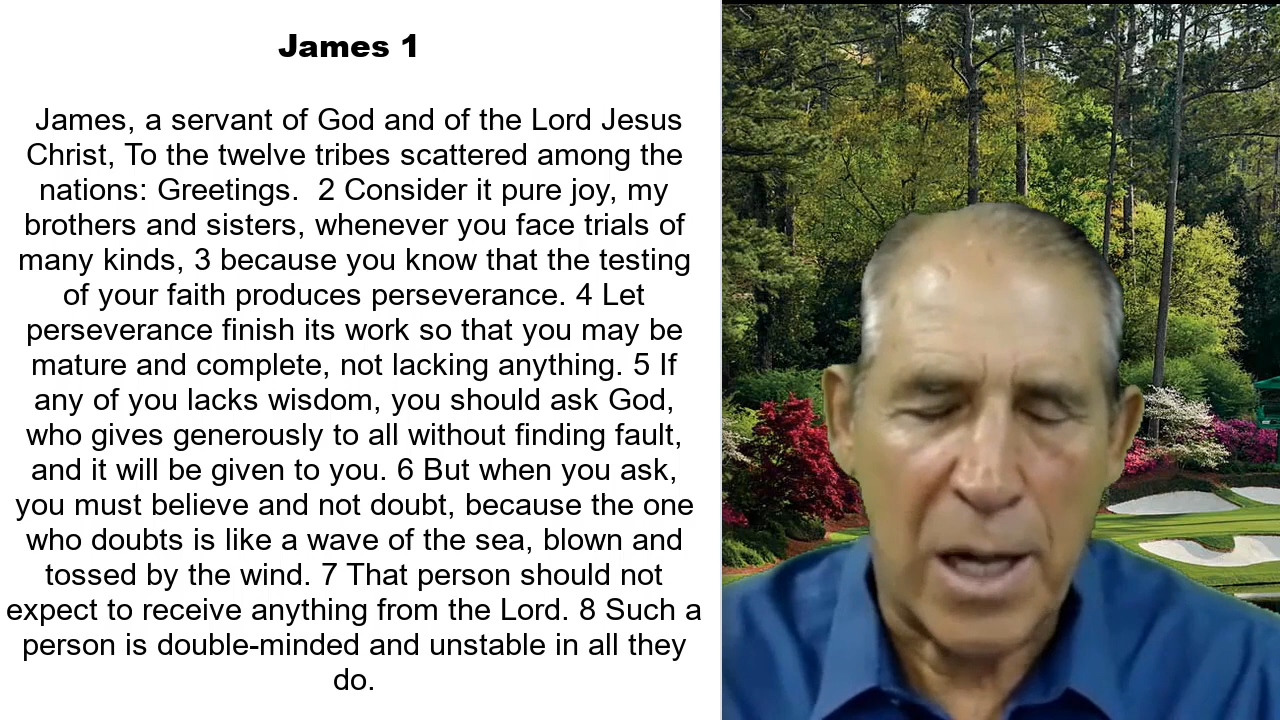 James 1
James, a servant of God and of the Lord Jesus
Christ, To the twelve tribes scattered among the
nations: Greetings.  2 Consider it pure joy, my
brothers and sisters, whenever you face trials of
many kinds, 3 because you know that the testing
of your faith produces perseverance. 4 Let
perseverance finish its work so that you may be
mature and complete, not lacking anything. 5 If
any of you lacks wisdom, you should ask God,
who gives generously to all without finding fault,
and it will be given to you. 6 But when you ask,
you must believe and not doubt, because the one
who doubts is like a wave of the sea, blown and
tossed by the wind. 7 That person should not
expect to receive anything from the Lord. 8 Such a
person is double-minded and unstable in all they
do.